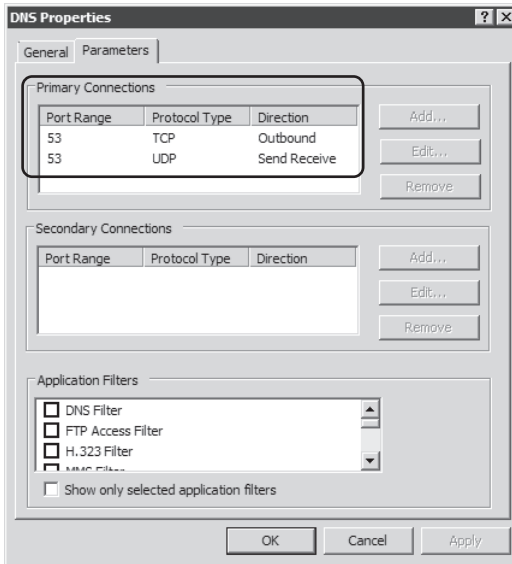 DNS Properties
General Parameters
Primary Connections
Port Range Protocol Type Direction
53 TCP Outbound
53 UDP Send Receive
Add...
Edit...
Remove
Secondary Connections
Port Range Protocol Type Direction
Add...
Edit...
Remove
Application Filters
DNS Filter
FTP Access Filter
H.323 Filter
MMS Filter
Show only selected application filters
OK Cancel Apply